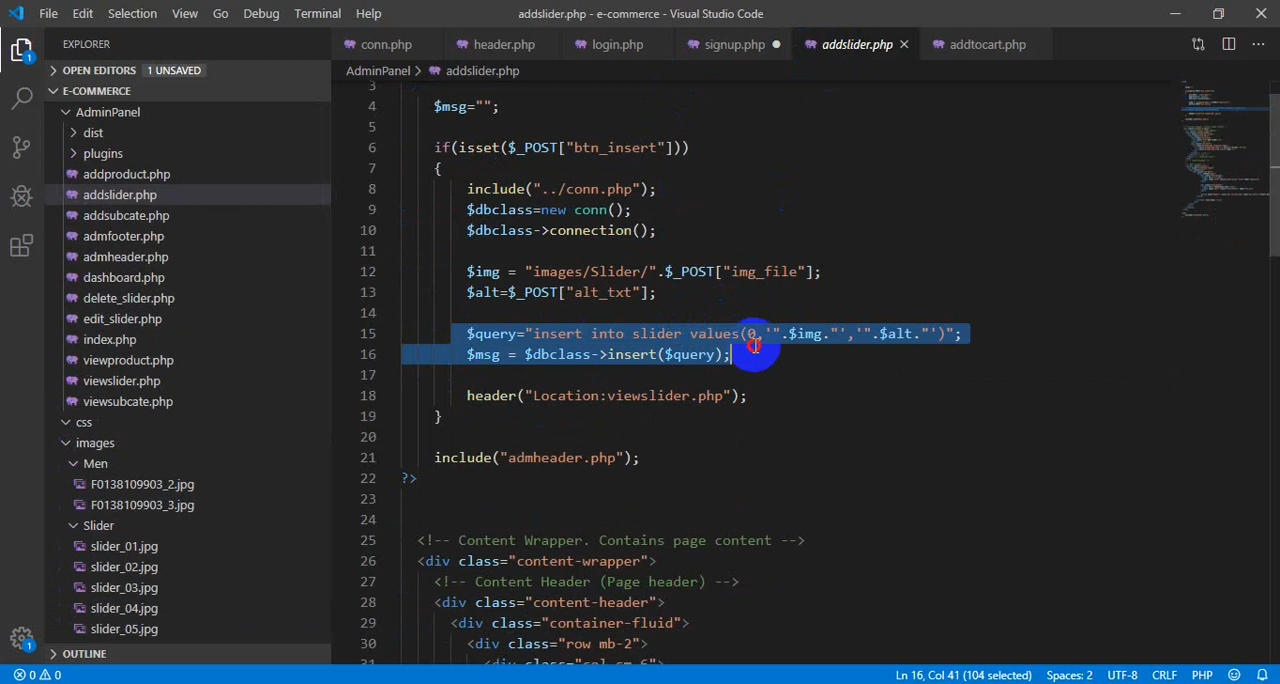 File Edit Selection View Go Debug Terminal Help addslider.php - e-commerce - Visual Studio Code
EXPLORER
conn.php header.php login.php signup.php addslider.php addtocart.php
OPEN EDITORS 1 UNSAVED
AdminPanel > addslider.php
E-COMMERCE
AdminPanel
dist
plugins
addproduct.php
addslider.php
addsubcate.php
admfooter.php
admheader.php
dashboard.php
delete_slider.php
edit_slider.php
index.php
viewproduct.php
viewslider.php
viewsubcate.php
css
images
Men
F0138109903_2.jpg
F0138109903_3.jpg
Slider
slider_01.jpg
slider_02.jpg
slider_03.jpg
slider_04.jpg
slider_05.jpg
OUTLINE
3
4 $msg="";
5
6 if(isset($_POST["btn_insert"]))
7 {
8 include("../conn.php");
9 $dbclass=new conn();
10 $dbclass->connection();
11
12 $img = "images/Slider/".$_POST["img_file"];
13 $alt=$_POST["alt_txt"];
14
15 $query="insert into slider values(0,'".$img."','".$alt."')";
16 $msg = $dbclass->insert($query);
17
18 header("Location:viewslider.php");
19 }
20
21 include("admheader.php");
22 ?>
23
24
25 <!-- Content Wrapper. Contains page content -->
26 <div class="content-wrapper">
27 <!-- Content Header (Page header) -->
28 <div class="content-header">
29 <div class="container-fluid">
30 <div class="row mb-2">
31 <div class="col-sm-6">
0 0 Ln 16, Col 41 (104 selected) Spaces: 2 UTF-8 CRLF PHP